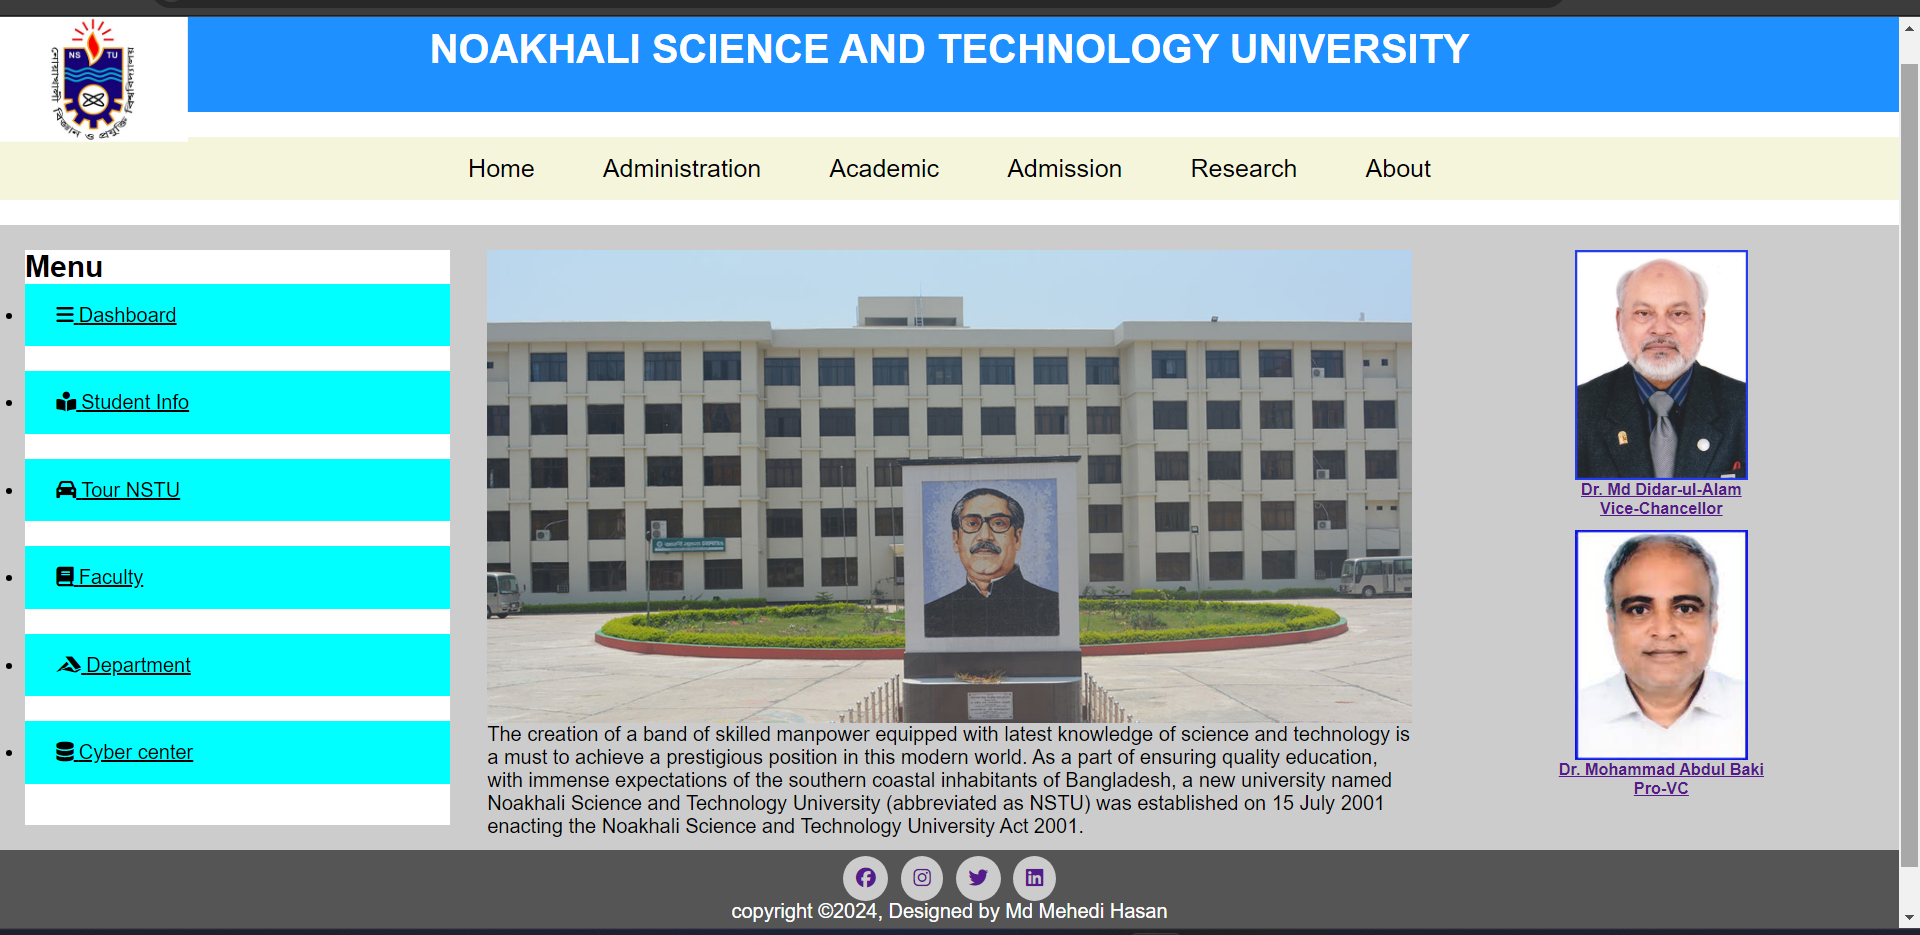 NS TU
নোয়াখালী বিজ্ঞান ও প্রযুক্তি বিশ্ববিদ্যালয়
NOAKHALI SCIENCE AND TECHNOLOGY UNIVERSITY
Home Administration Academic Admission Research About
Menu
Dashboard
Student Info
Tour NSTU
Faculty
Department
Cyber center
The creation of a band of skilled manpower equipped with latest knowledge of science and technology is
a must to achieve a prestigious position in this modern world. As a part of ensuring quality education,
with immense expectations of the southern coastal inhabitants of Bangladesh, a new university named
Noakhali Science and Technology University (abbreviated as NSTU) was established on 15 July 2001
enacting the Noakhali Science and Technology University Act 2001.
Dr. Md Didar-ul-Alam
Vice-Chancellor
Dr. Mohammad Abdul Baki
Pro-VC
copyright ©2024, Designed by Md Mehedi Hasan